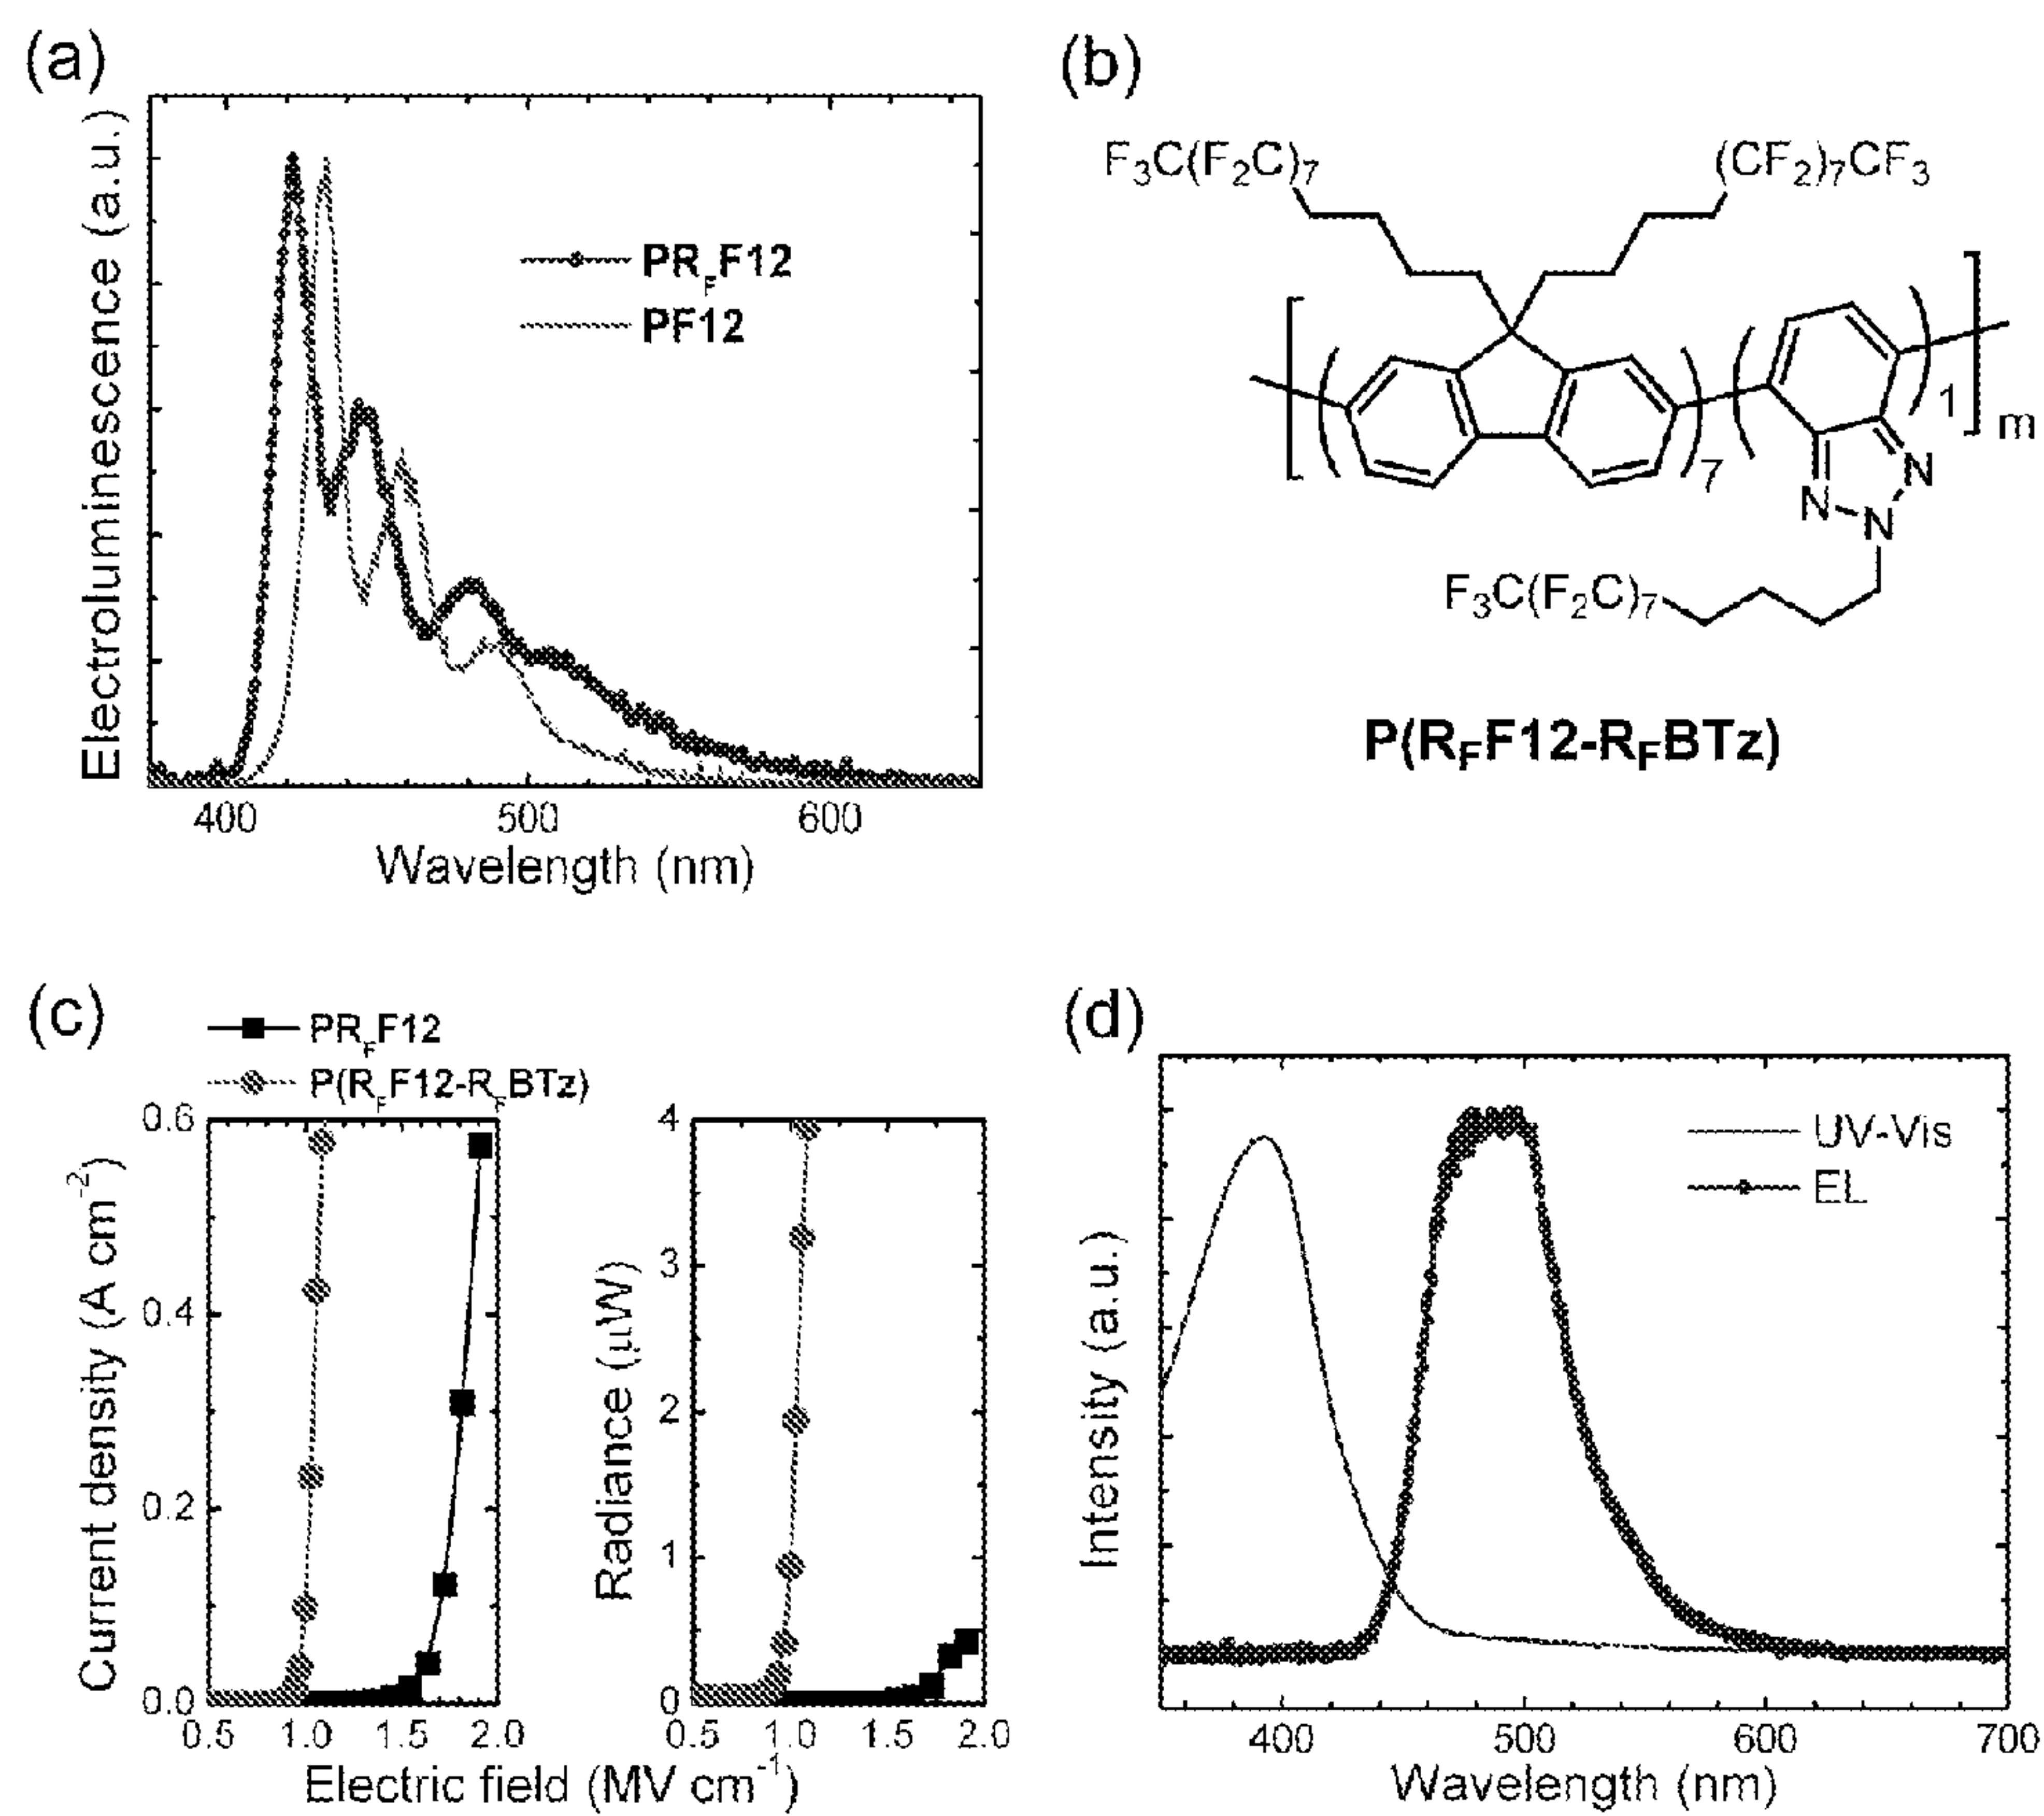 (a)
Electroluminescence (a.u.)
PR_FF12
PF12
400 500 600
Wavelength (nm)
(b)
F3C(F2C)7 (CF2)7CF3
7
1
m
N
N
N
F3C(F2C)7
P(RFF12-RFBTz)
(c)
PRFF12
P(RFF12-RFBTz)
Current density (A cm-2)
0.6
0.4
0.2
0.0
0.5 1.0 1.5 2.0
Radiance (μW)
4
3
2
1
0
0.5 1.0 1.5 2.0
Electric field (MV cm-1)
(d)
Intensity (a.u.)
UV-Vis
EL
400 500 600 700
Wavelength (nm)